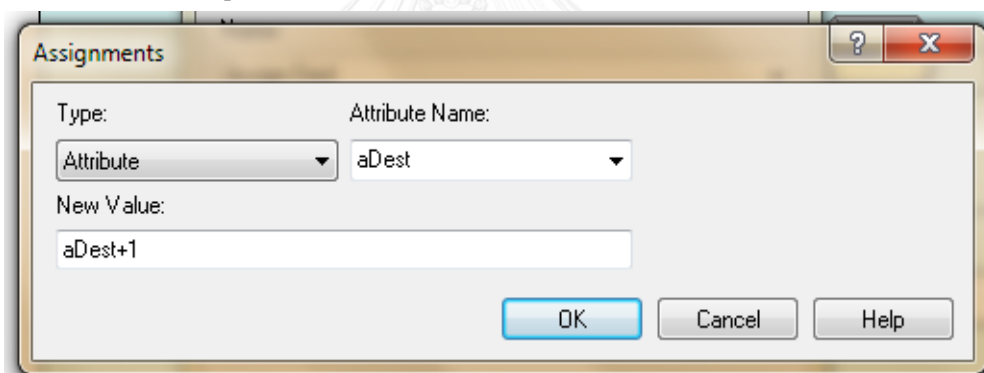 Assignments
?
X
Type:
Attribute Name:
Attribute
aDest
New Value:
aDest+1
OK
Cancel
Help